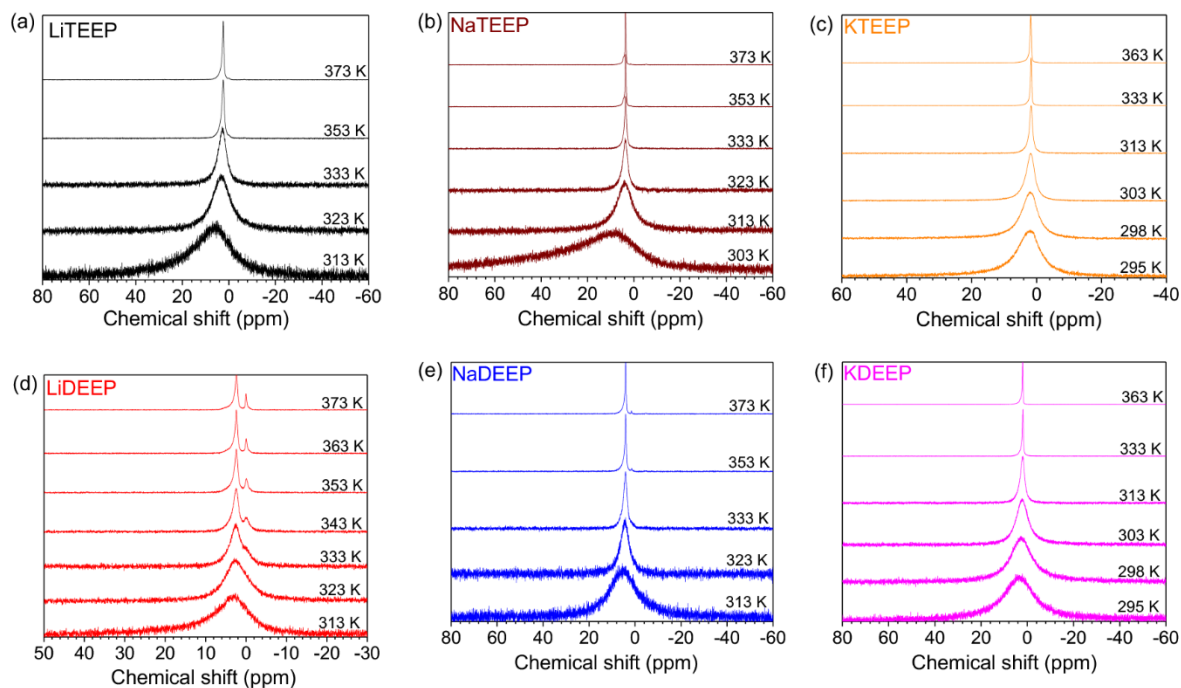 (a) LiTEEP
373 K
353 K
333 K
323 K
313 K
80 60 40 20 0 -20 -40 -60
Chemical shift (ppm)
(b) NaTEEP
373 K
353 K
333 K
323 K
313 K
303 K
80 60 40 20 0 -20 -40 -60
Chemical shift (ppm)
(c) KTEEP
363 K
333 K
313 K
303 K
298 K
295 K
60 40 20 0 -20 -40
Chemical shift (ppm)
(d) LiDEEP
373 K
363 K
353 K
343 K
333 K
323 K
313 K
50 40 30 20 10 0 -10 -20 -30
Chemical shift (ppm)
(e) NaDEEP
373 K
353 K
333 K
323 K
313 K
80 60 40 20 0 -20 -40 -60
Chemical shift (ppm)
(f) KDEEP
363 K
333 K
313 K
303 K
298 K
295 K
80 60 40 20 0 -20 -40 -60
Chemical shift (ppm)